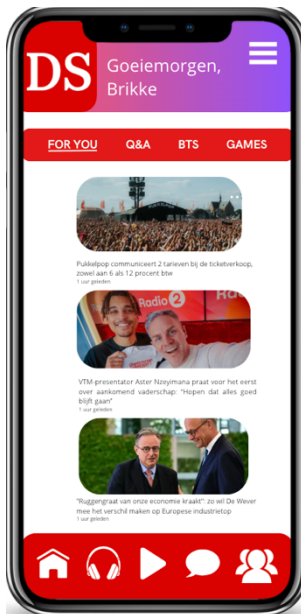 DS
Goeiemorgen,
Brikke
FOR YOU Q&A BTS GAMES
Pukkelpop communiceert 2 tarieven bij de ticketverkoop,
zowel aan 6 als 12 procent btw
1 uur geleden
Radio 2
VTM-presentator Aster Nzeyimana praat voor het eerst
over aankomend vaderschap: "Hopen dat alles goed
blijft gaan"
1 uur geleden
"Ruggengraat van onze economie kraakt": zo wil De Wever
mee het verschil maken op Europese industrietop
1 uur geleden